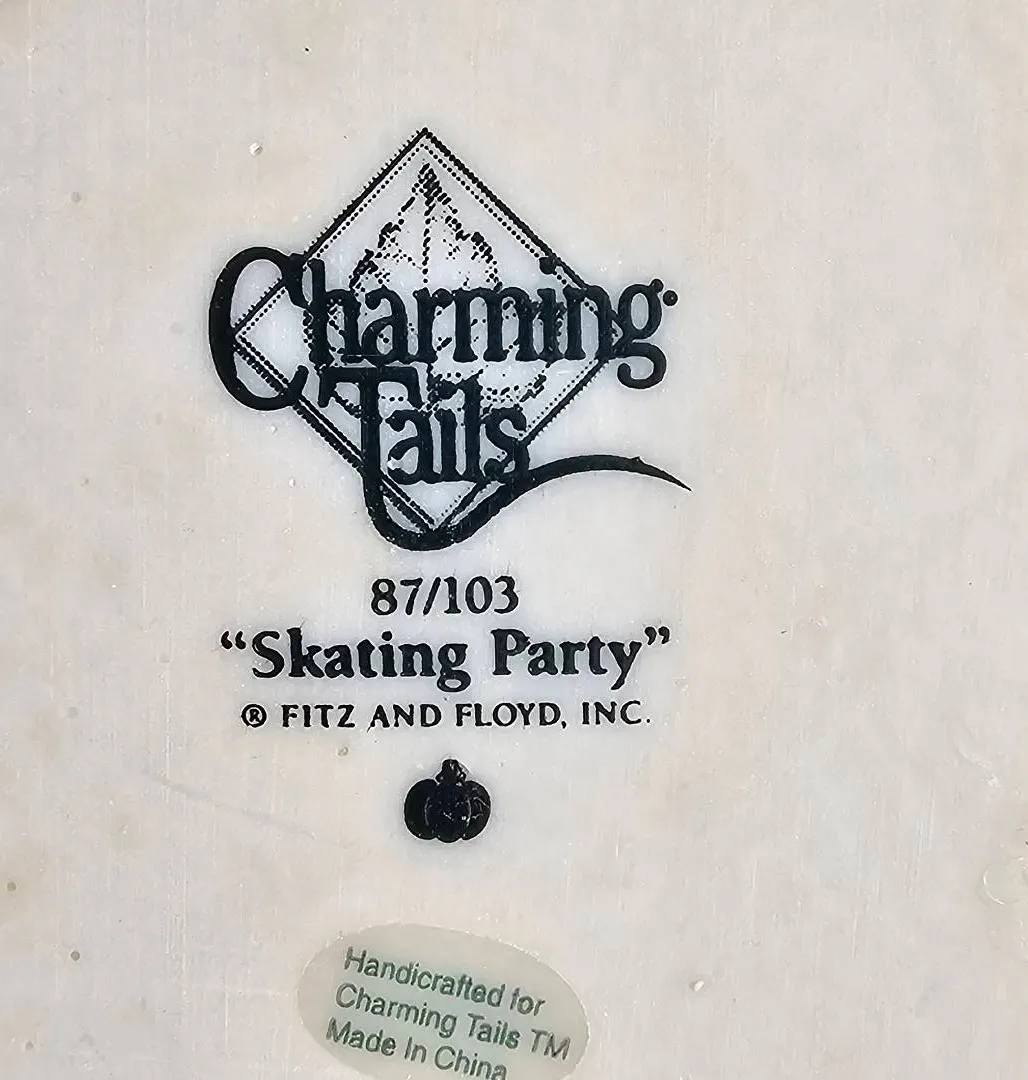 Charming
Tails
87/103
“Skating Party”
® FITZ AND FLOYD, INC.
Handicrafted for
Charming Tails TM
Made In China